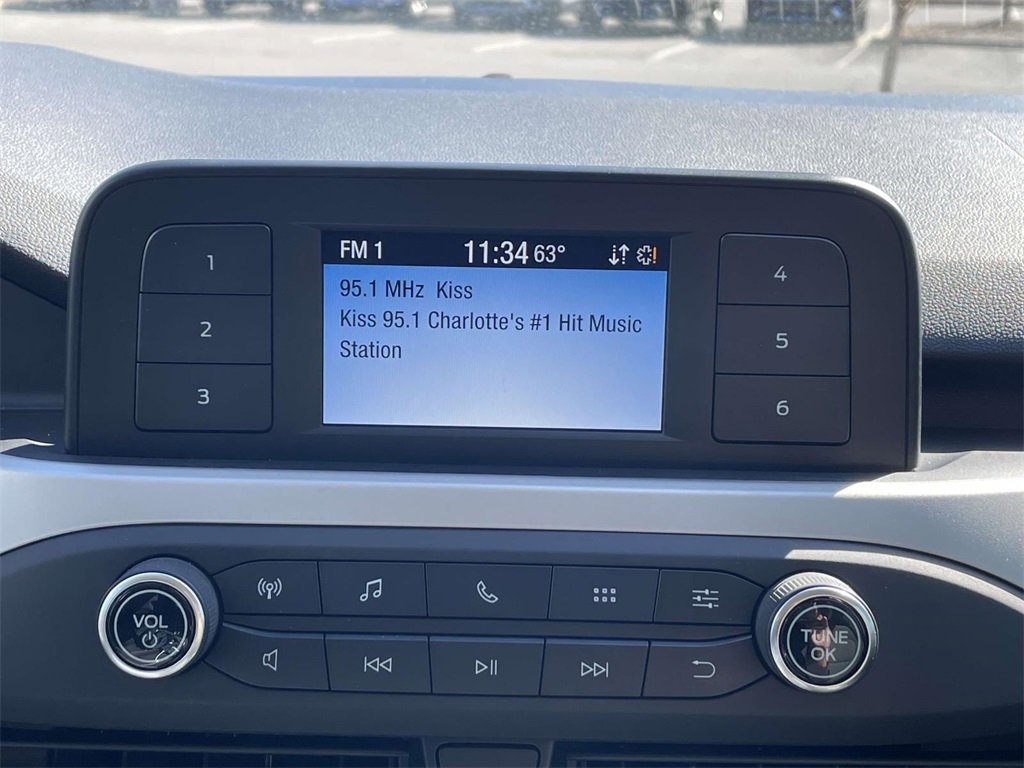 FM 1 11:34 63°
95.1 MHz Kiss
Kiss 95.1 Charlotte's #1 Hit Music
Station
1
2
3
4
5
6
VOL
TUNE
OK